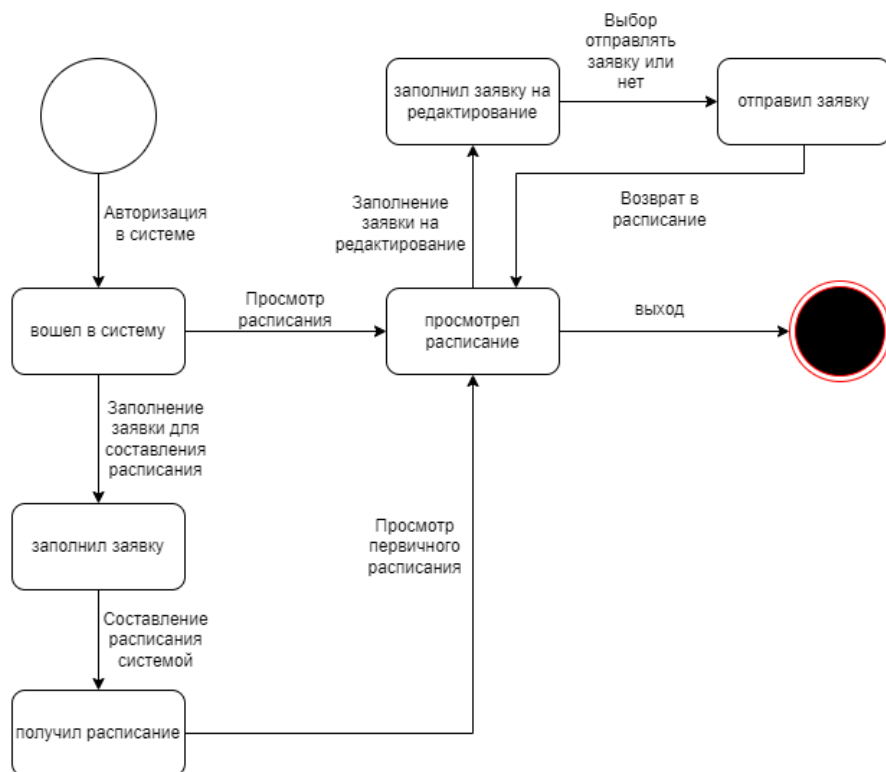 Выбор
отправлять
заявку или
нет
заполнил заявку на
редактирование
отправил заявку
Авторизация
в системе
Заполнение
заявки на
редактирование
Возврат в
расписание
вошел в систему
Просмотр
расписания
просмотрел
расписание
выход
Заполнение
заявки для
составления
расписания
заполнил заявку
Просмотр
первичного
расписания
Составление
расписания
системой
получил расписание